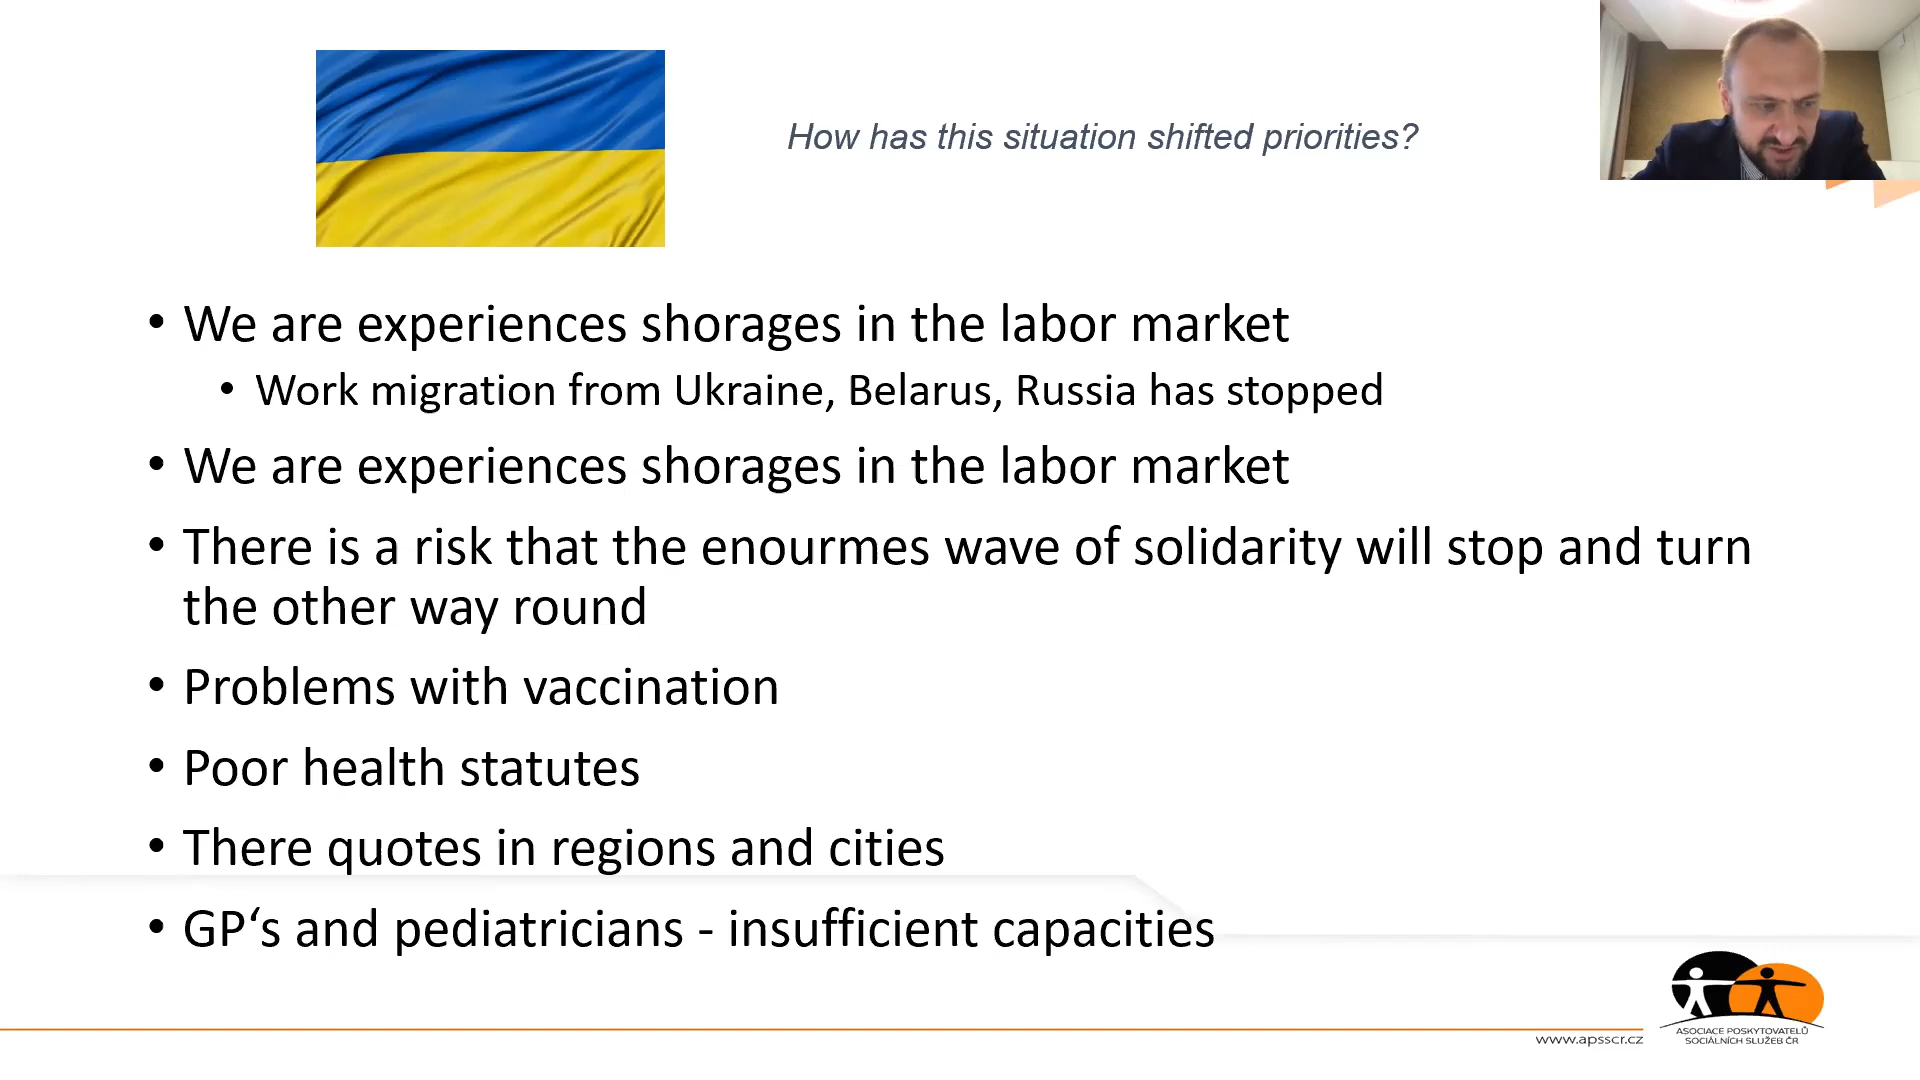 How has this situation shifted priorities?
• We are experiences shorages in the labor market
• Work migration from Ukraine, Belarus, Russia has stopped
• We are experiences shorages in the labor market
• There is a risk that the enourmes wave of solidarity will stop and turn
the other way round
• Problems with vaccination
• Poor health statutes
• There quotes in regions and cities
• GP‘s and pediatricians - insufficient capacities
www.apsscr.cz
ASOCIACE POSKYTOVATELŮ
SOCIÁLNÍCH SLUŽEB ČR